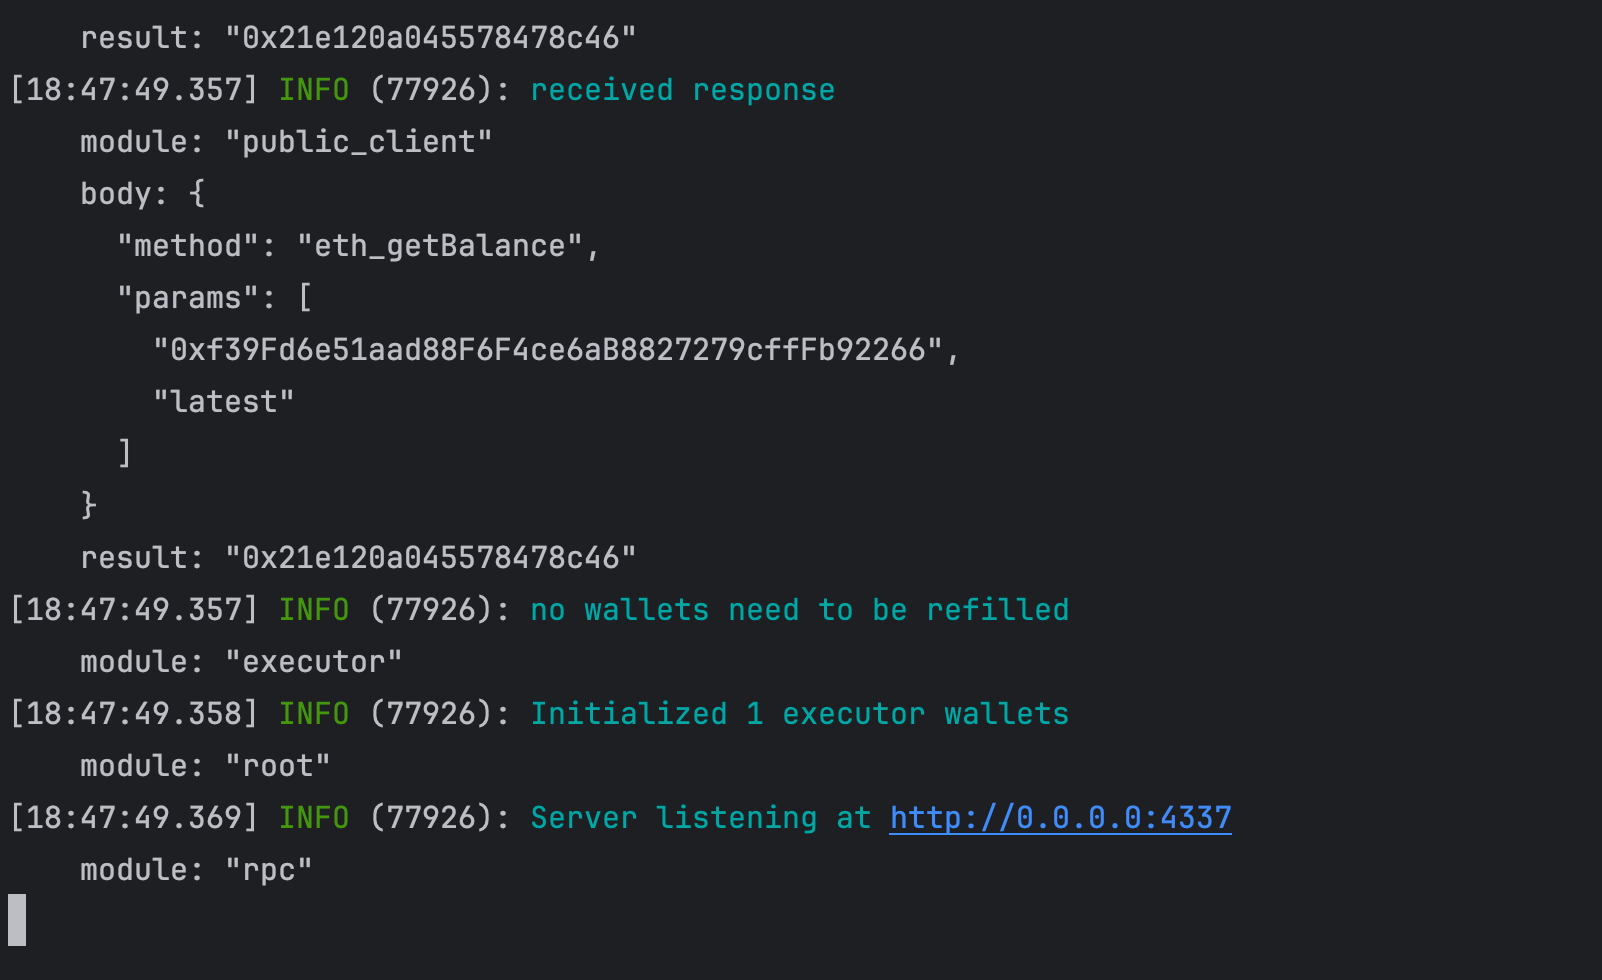 result: "0x21e120a045578478c46"
[18:47:49.357] INFO (77926): received response
module: "public_client"
body: {
"method": "eth_getBalance",
"params": [
"0xf39Fd6e51aad88F6F4ce6aB8827279cffFb92266",
"latest"
]
}
result: "0x21e120a045578478c46"
[18:47:49.357] INFO (77926): no wallets need to be refilled
module: "executor"
[18:47:49.358] INFO (77926): Initialized 1 executor wallets
module: "root"
[18:47:49.369] INFO (77926): Server listening at http://0.0.0.0:4337
module: "rpc"